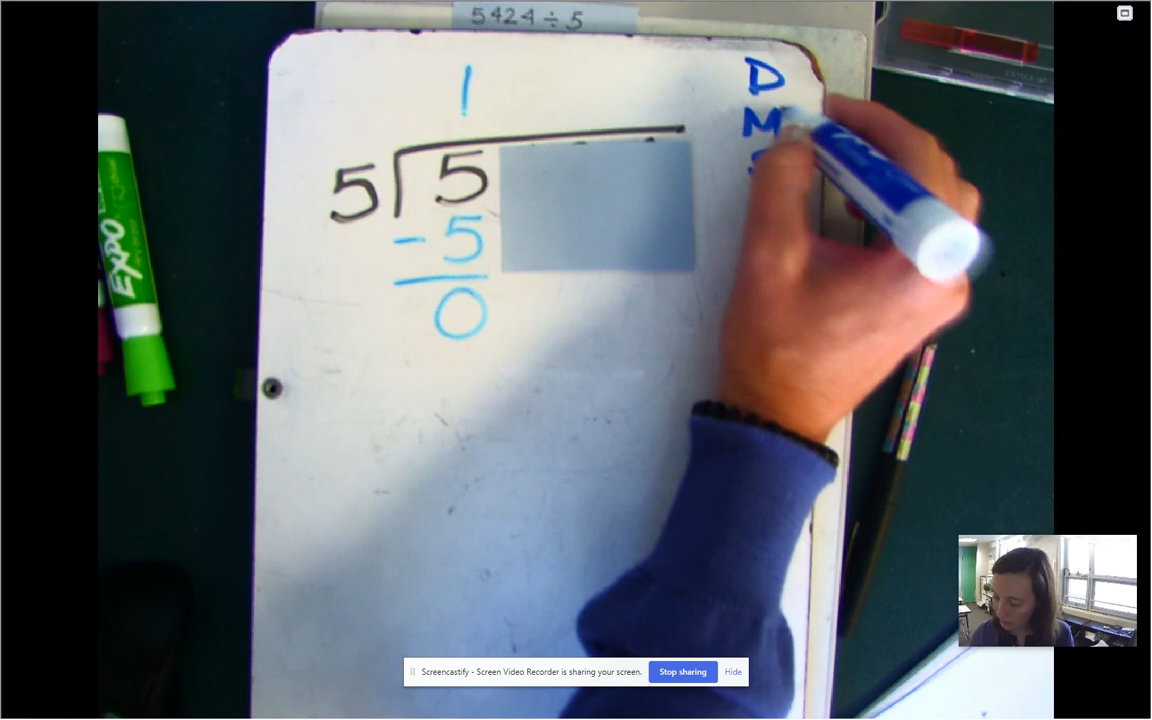 5424 ÷ 5
1
D
M
5 5
- 5
0
EXPO
Screencastify - Screen Video Recorder is sharing your screen.
Stop sharing
Hide